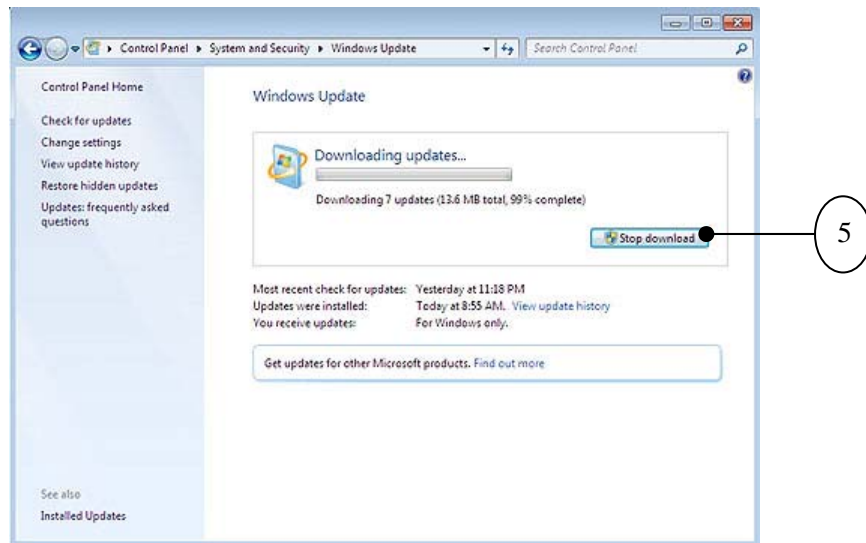 Control Panel ▸ System and Security ▸ Windows Update
Search Control Panel
Control Panel Home
Check for updates
Change settings
View update history
Restore hidden updates
Updates: frequently asked
questions
See also
Installed Updates
Windows Update
Downloading updates...
Downloading 7 updates (13.6 MB total, 99% complete)
Stop download
5
Most recent check for updates: Yesterday at 11:18 PM
Updates were installed: Today at 8:55 AM. View update history
You receive updates: For Windows only.
Get updates for other Microsoft products. Find out more